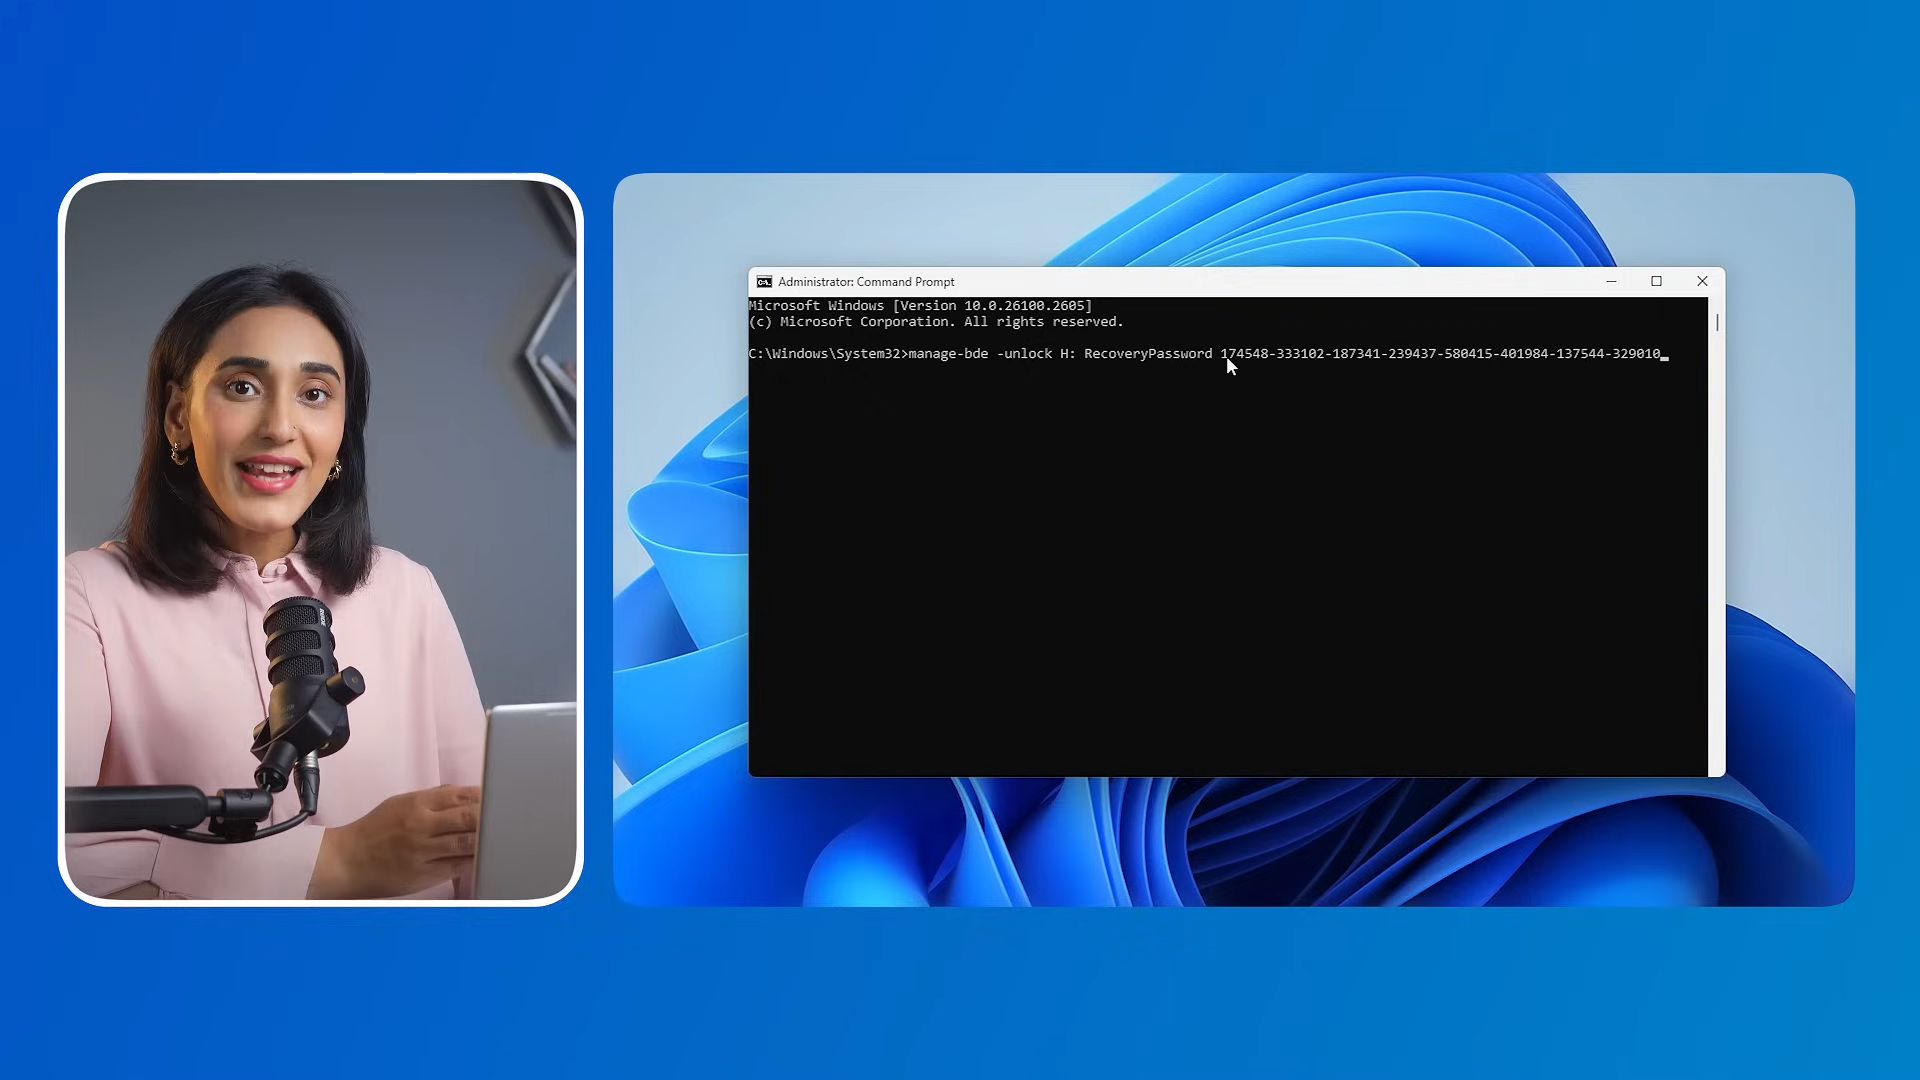 Administrator: Command Prompt
Microsoft Windows [Version 10.0.26100.2605]
(c) Microsoft Corporation. All rights reserved.
C:\Windows\System32>manage-bde -unlock H: RecoveryPassword 174548-333102-187341-239437-580415-401984-137544-329010